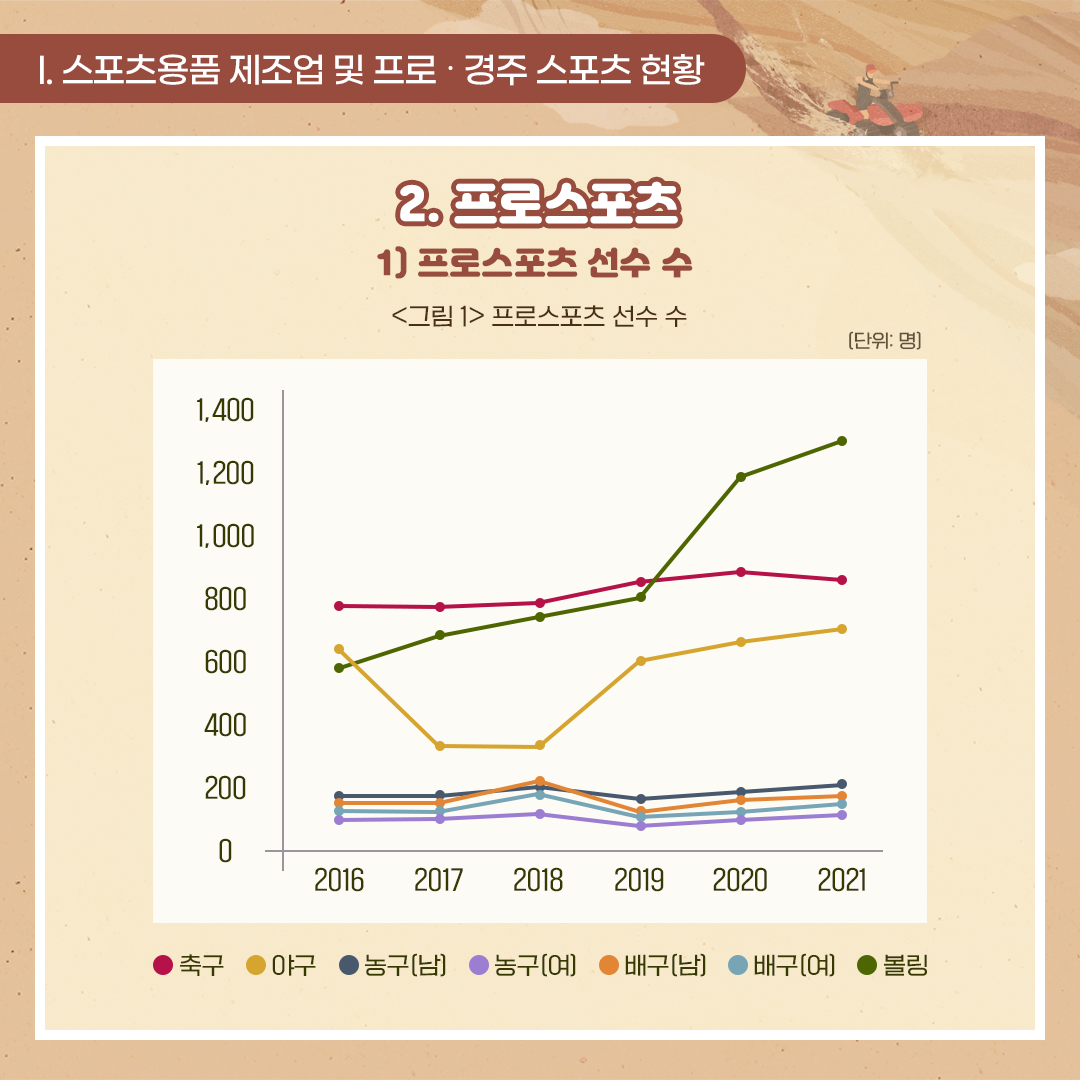 I. 스포츠용품 제조업 및 프로 · 경주 스포츠 현황
2. 프로스포츠
1) 프로스포츠 선수 수
<그림 1> 프로스포츠 선수 수
(단위: 명)
1,400
1,200
1,000
800
600
400
200
0
2016 2017 2018 2019 2020 2021
축구 야구 농구(남) 농구(여) 배구(남) 배구(여) 볼링